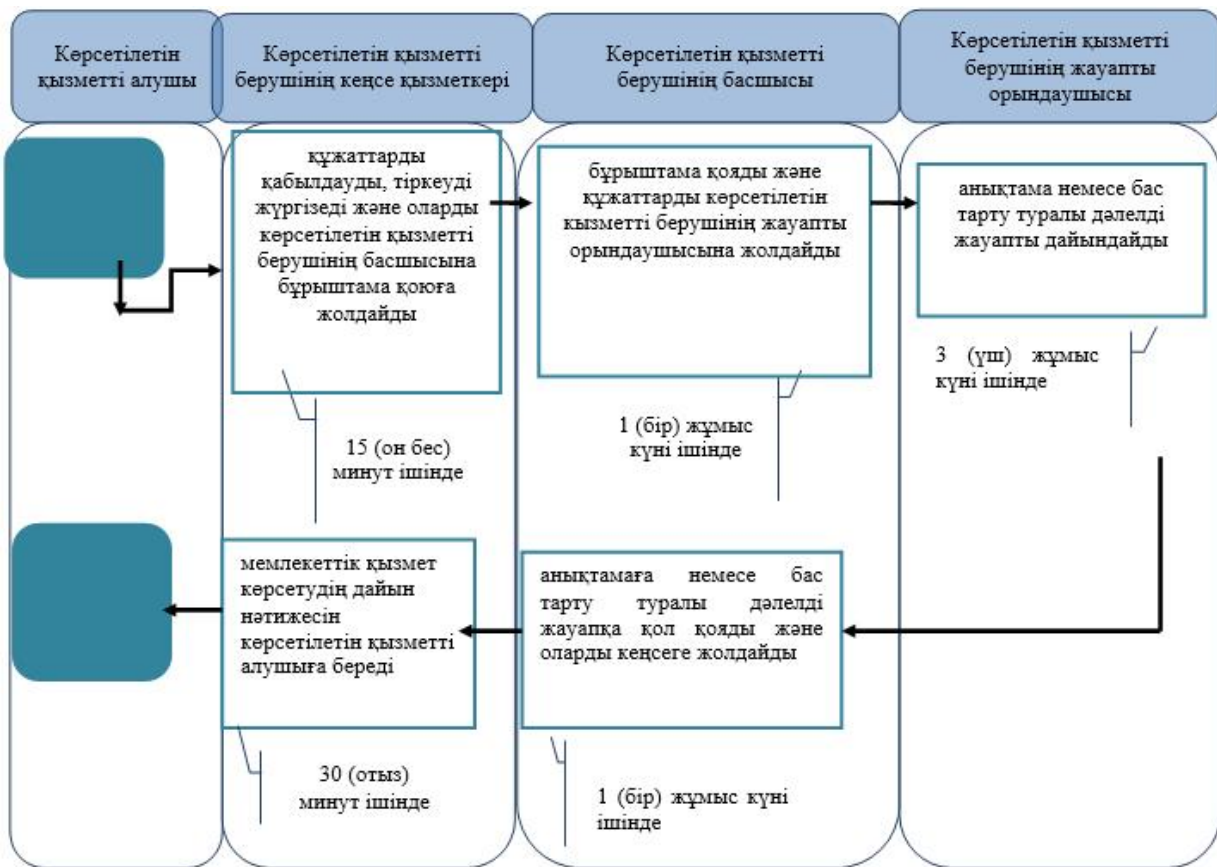 Көрсетілетін
қызметті алушы
Көрсетілетін қызметті
берушінің кеңсе қызметкері
Көрсетілетін қызметті
берушінің басшысы
Көрсетілетін қызметті
берушінің жауапты
орындаушысы
құжаттарды
қабылдауды, тіркеуді
жүргізеді және оларды
көрсетілетін қызметті
берушінің басшысына
бұрыштама қоюға
жолдайды
бұрыштама қояды және
құжаттарды көрсетілетін
кызметті берушінің жауапты
орындаушысына жолдайды
анықтама немесе бас
тарту туралы дәлелді
жауапты дайындайды
15 (он бес)
минут ішінде
1 (бір) жұмыс
күні ішінде
3 (үш) жұмыс
күні ішінде
мемлекеттік қызмет
көрсетудің дайын
нәтижесін
көрсетілетін қызметті
алушыға береді
анықтамаға немесе бас
тарту туралы дәлелді
жауапқа қол қояды және
оларды кеңсеге жолдайды
30 (отыз)
минут ішінде
1 (бір) жұмыс күні
ішінде